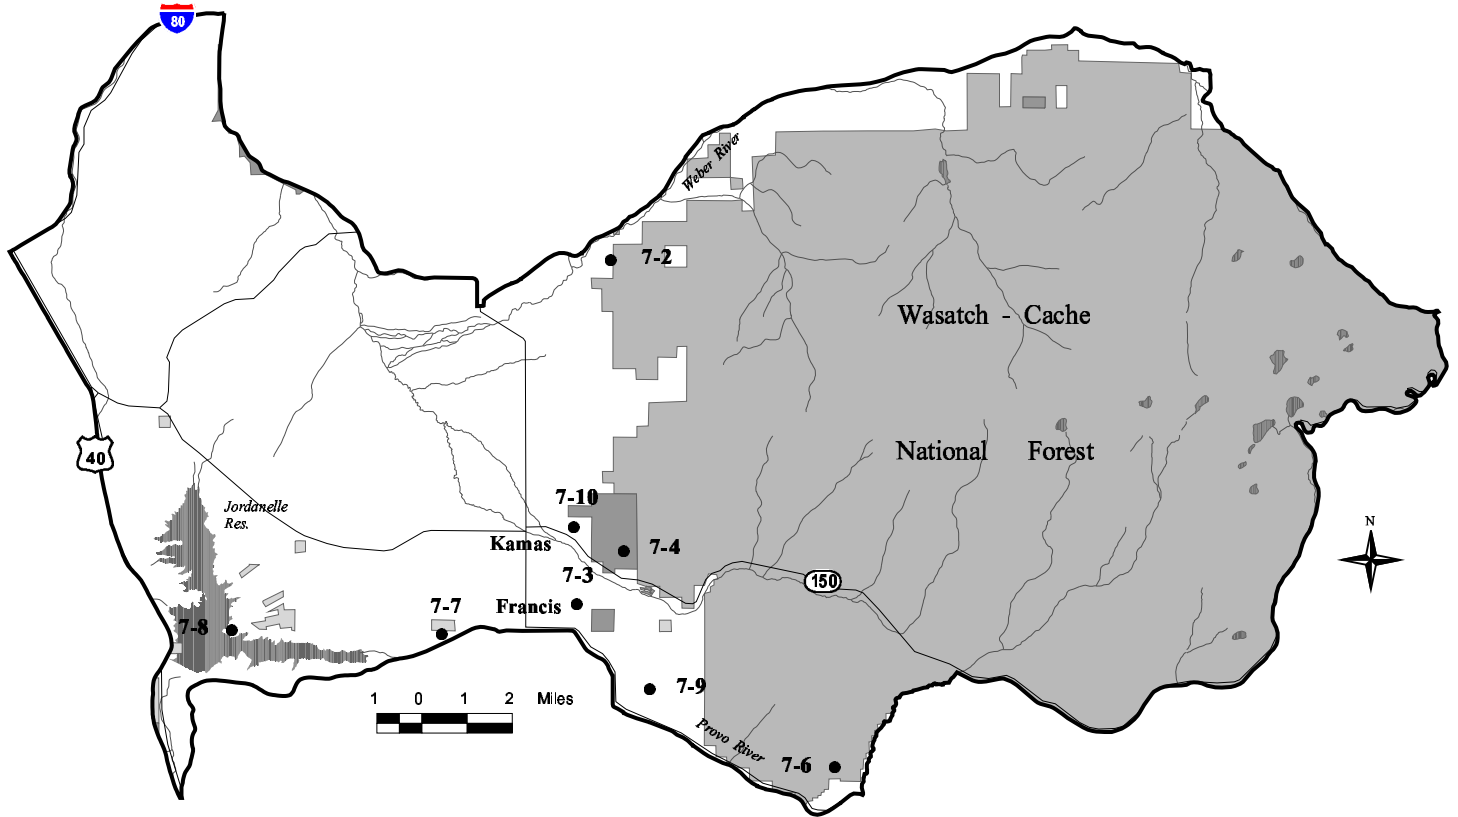 80
Weber River
7-2
Wasatch - Cache
40
National Forest
7-10
Jordanelle
Res.
Kamas
7-4
N
7-3
150
Francis
7-7
7-8
7-9
1 0 1 2 Miles
Provo River
7-6